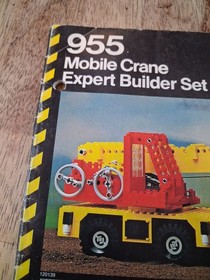 955
Mobile Crane
Expert Builder Set
120139